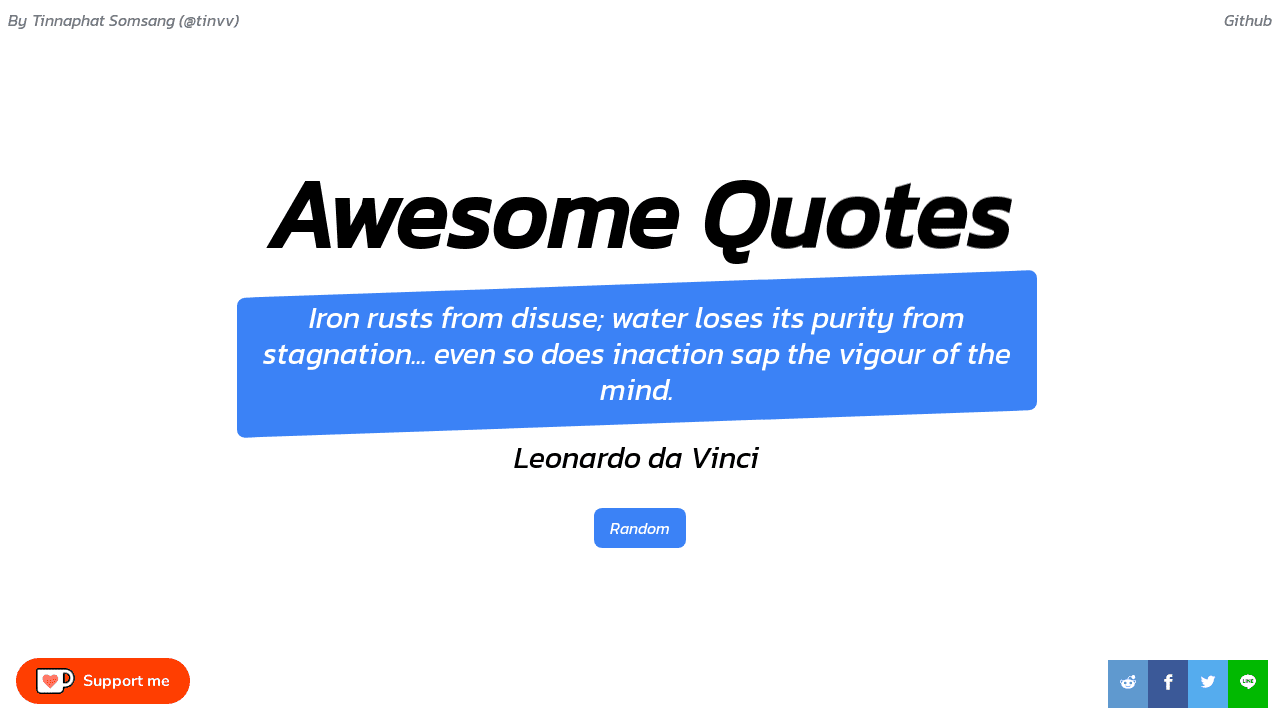 By Tinnaphat Somsang (@tinvv)
Github
Awesome Quotes
Iron rusts from disuse; water loses its purity from
stagnation... even so does inaction sap the vigour of the
mind.
Leonardo da Vinci
Random
Support me
LINE